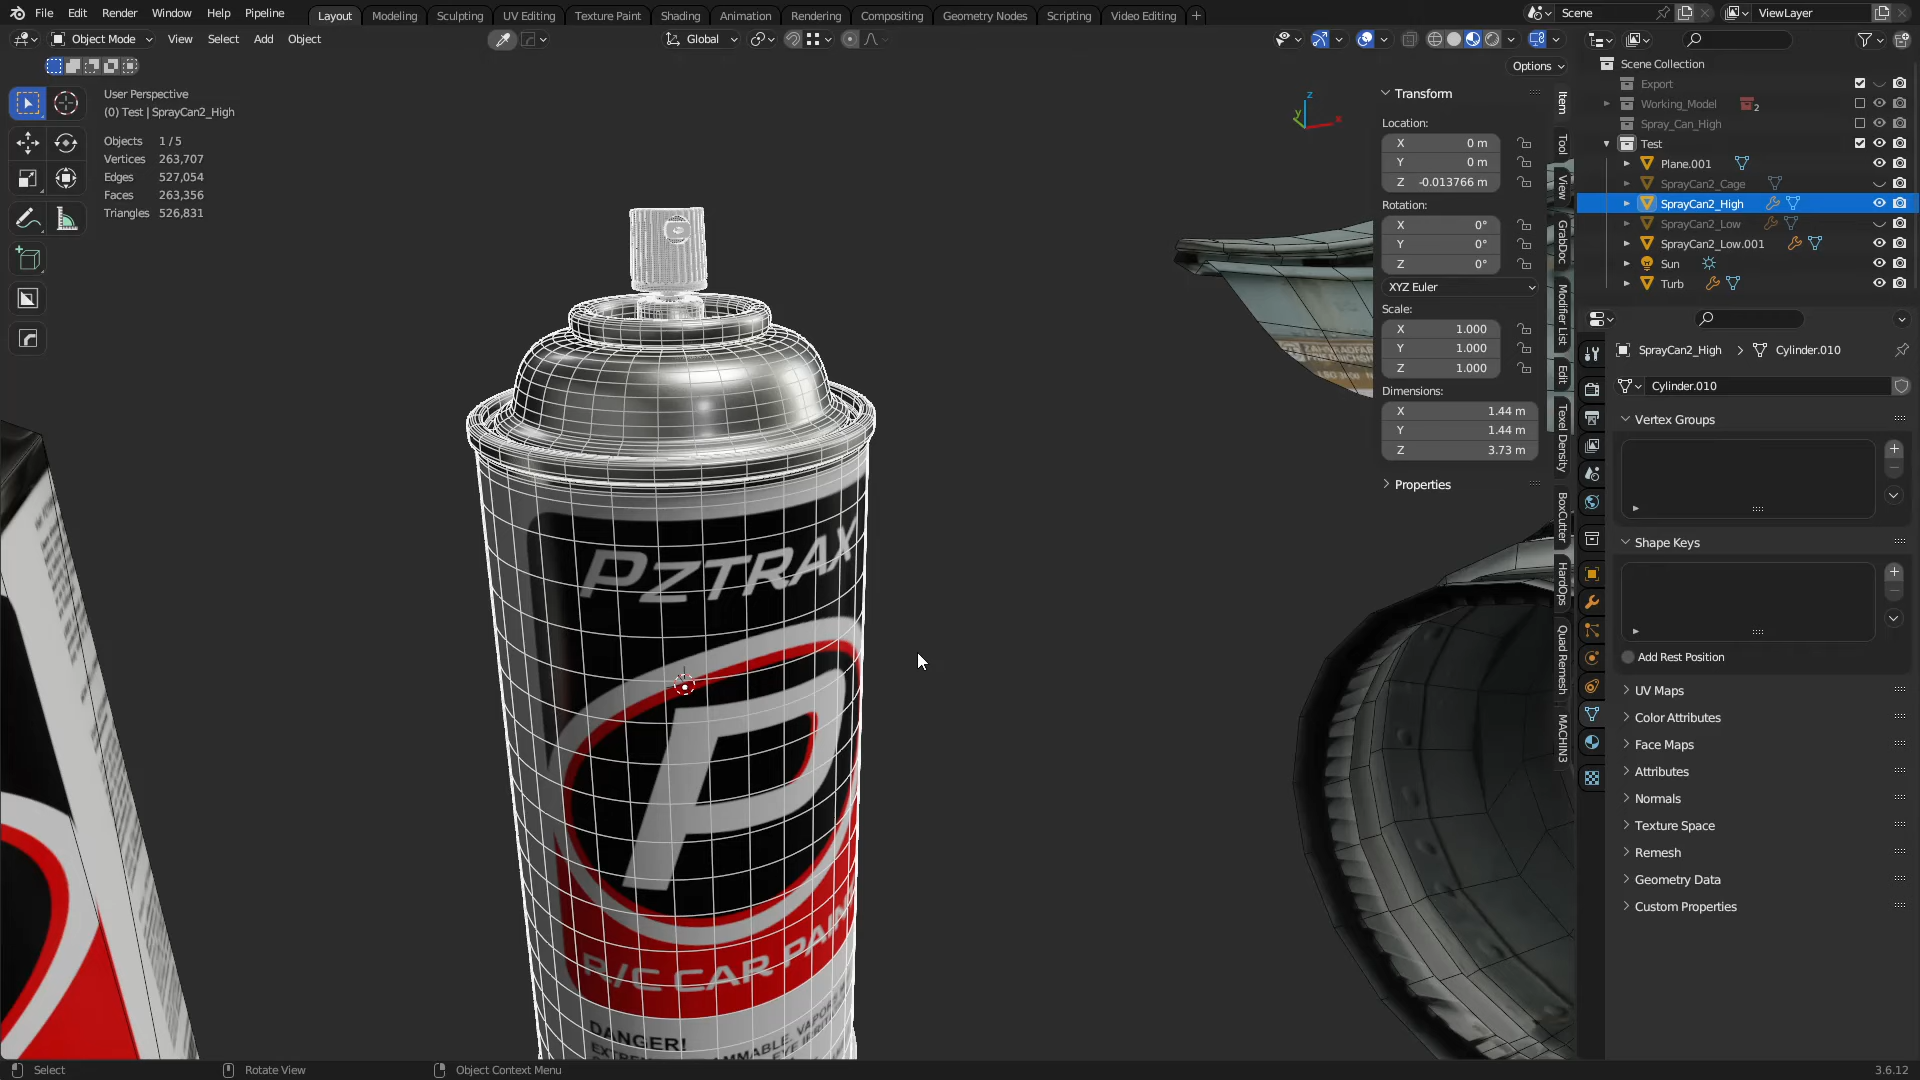 File Edit Render Window Help Pipeline Layout Modeling Sculpting UV Editing Texture Paint Shading Animation Rendering Compositing Geometry Nodes Scripting Video Editing + Scene ViewLayer
Object Mode View Select Add Object Global
Options
User Perspective
(0) Test | SprayCan2_High
Objects 1/5
Vertices 263,707
Edges 527,054
Faces 263,356
Triangles 526,831
z
y
x
Transform
Location:
X 0 m
Y 0 m
Z -0.013766 m
Rotation:
X 0°
Y 0°
Z 0°
XYZ Euler
Scale:
X 1.000
Y 1.000
Z 1.000
Dimensions:
X 1.44 m
Y 1.44 m
Z 3.73 m
Properties
Item
Tool
View
GrabDoc
Modifier List
Edit
Texel Density
BoxCutter
HardOps
Quad Remesh
MACHIN3
Scene Collection
Export
Working_Model 2
Spray_Can_High
Test
Plane.001
SprayCan2_Cage
SprayCan2_High
SprayCan2_Low
SprayCan2_Low.001
Sun
Turb
SprayCan2_High Cylinder.010
Cylinder.010
Vertex Groups
Shape Keys
Add Rest Position
UV Maps
Color Attributes
Face Maps
Attributes
Normals
Texture Space
Remesh
Geometry Data
Custom Properties
PZTRAX
P
R/C CAR PAIN
DANGER!
Select Rotate View Object Context Menu 3.6.12